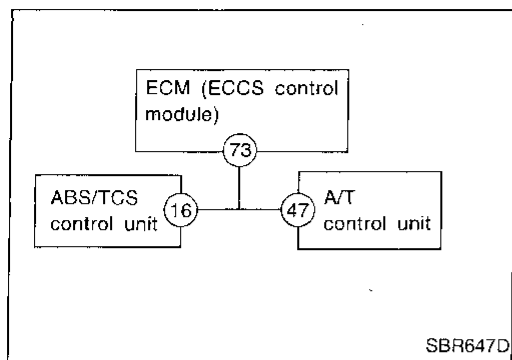 ECM (ECCS control
module)
73
ABS/TCS
control unit
16
47
A/T
control unit
SBR647D